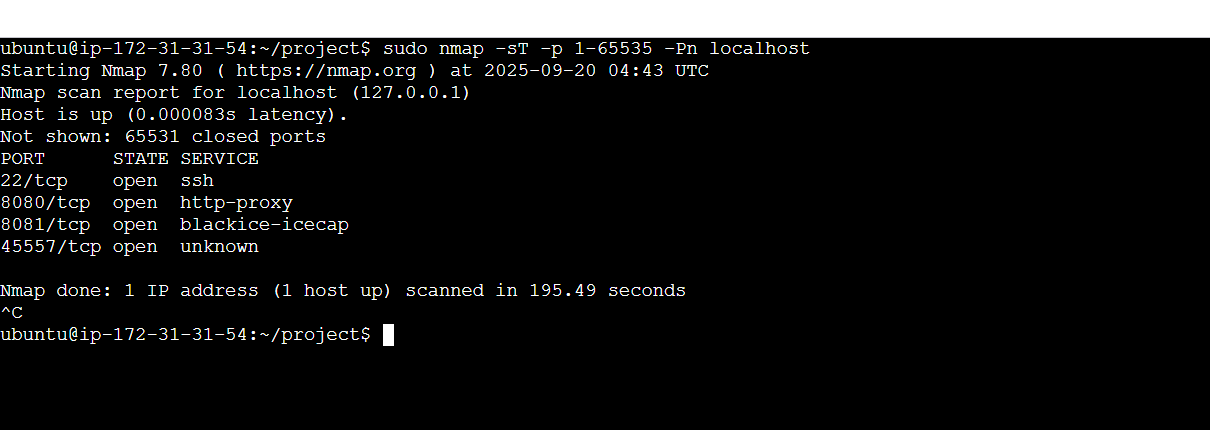 ubuntu@ip-172-31-31-54:~/project$ sudo nmap -sT -p 1-65535 -Pn localhost
Starting Nmap 7.80 ( https://nmap.org ) at 2025-09-20 04:43 UTC
Nmap scan report for localhost (127.0.0.1)
Host is up (0.000083s latency).
Not shown: 65531 closed ports
PORT      STATE SERVICE
22/tcp    open  ssh
8080/tcp  open  http-proxy
8081/tcp  open  blackice-icecap
45557/tcp open  unknown

Nmap done: 1 IP address (1 host up) scanned in 195.49 seconds
^C
ubuntu@ip-172-31-31-54:~/project$